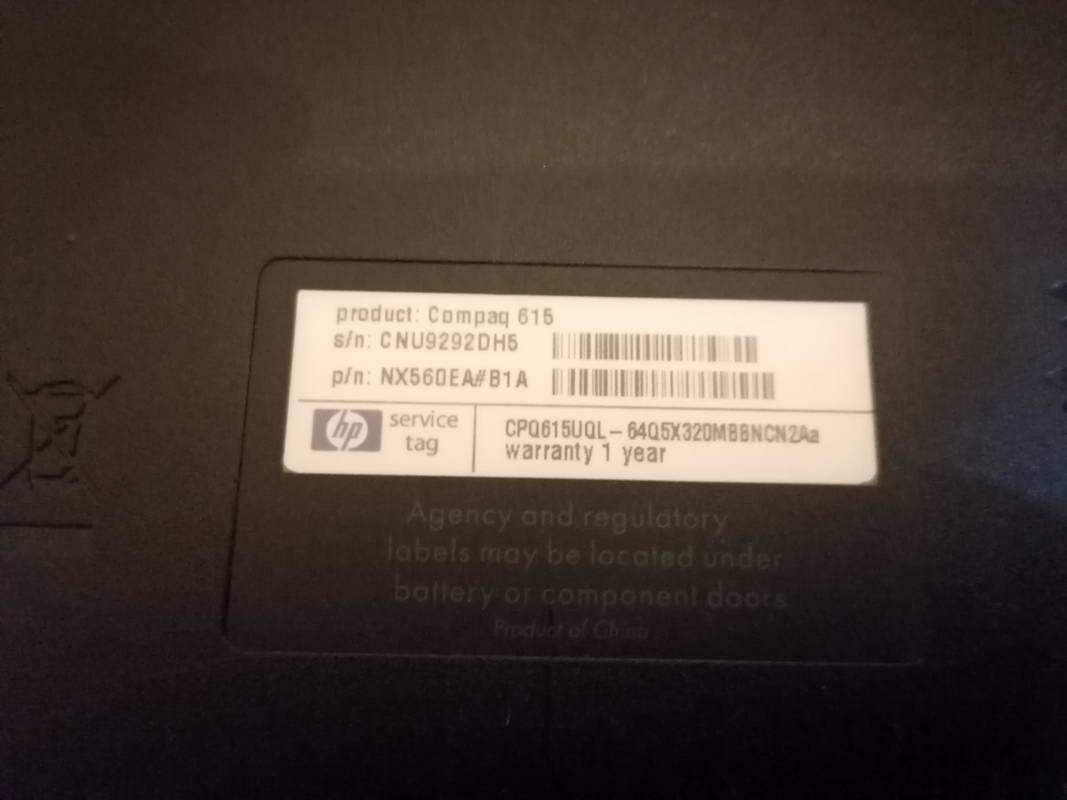 product: Compaq 615
s/n: CNU9292DH5
p/n: NX560EA#B1A
hp
service
tag
CPQ615UQL-64Q5X320MBBNCN2Aa
warranty 1 year
Agency and regulatory
labels may be located under
battery or component doors
Product of China